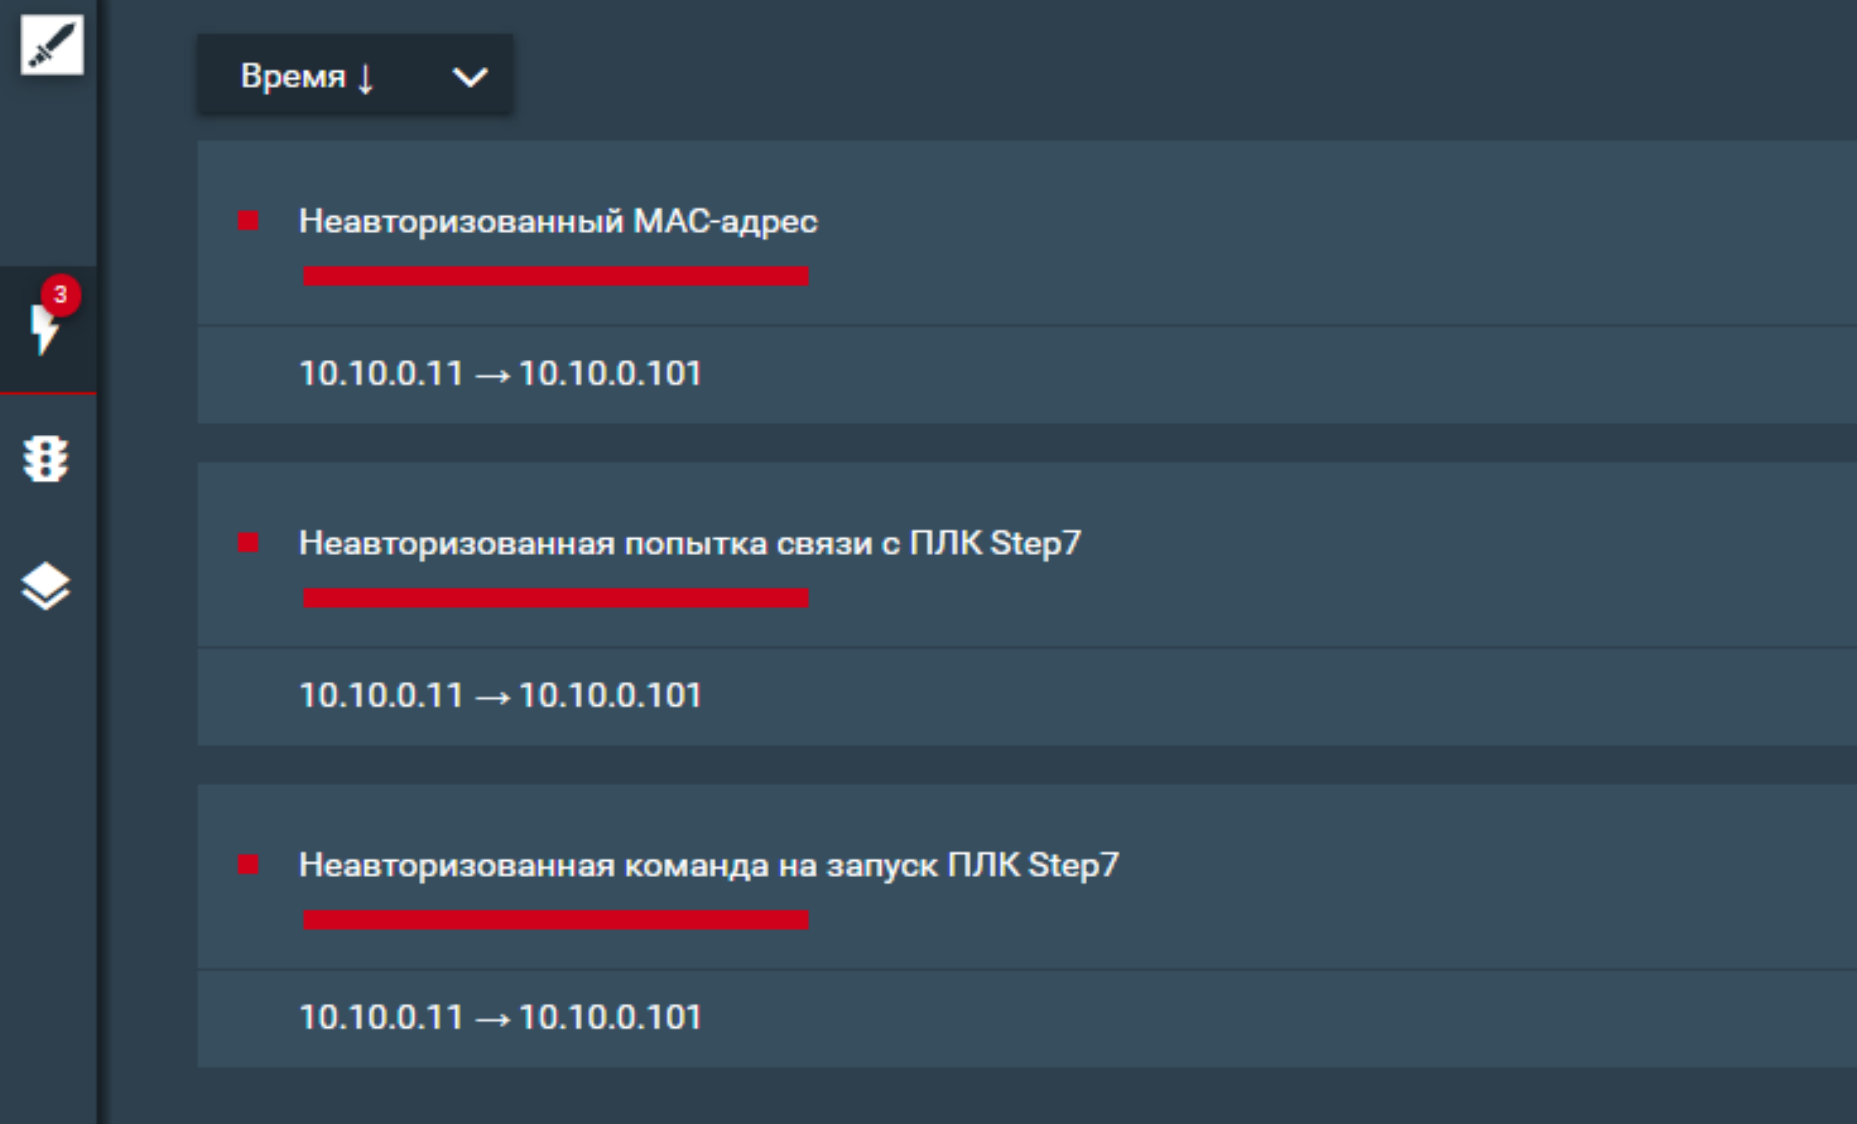 Время ↓
Неавторизованный MAC-адрес
10.10.0.11 → 10.10.0.101
3
Неавторизованная попытка связи с ПЛК Step7
10.10.0.11 → 10.10.0.101
Неавторизованная команда на запуск ПЛК Step7
10.10.0.11 → 10.10.0.101